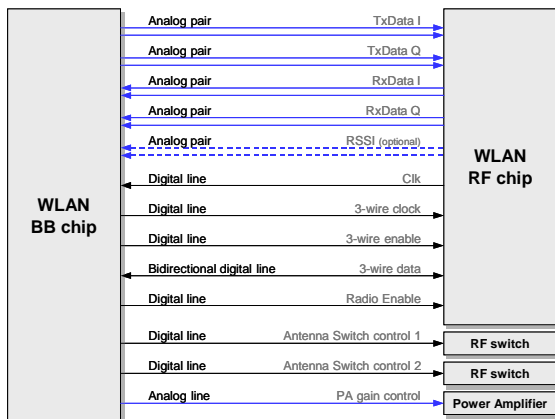 Analog pair TxData I
Analog pair TxData Q
Analog pair RxData I
Analog pair RxData Q
Analog pair RSSI (optional)
WLAN
RF chip
WLAN
BB chip
Digital line Clk
Digital line 3-wire clock
Digital line 3-wire enable
Bidirectional digital line 3-wire data
Digital line Radio Enable
Digital line Antenna Switch control 1
RF switch
Digital line Antenna Switch control 2
RF switch
Analog line PA gain control
Power Amplifier